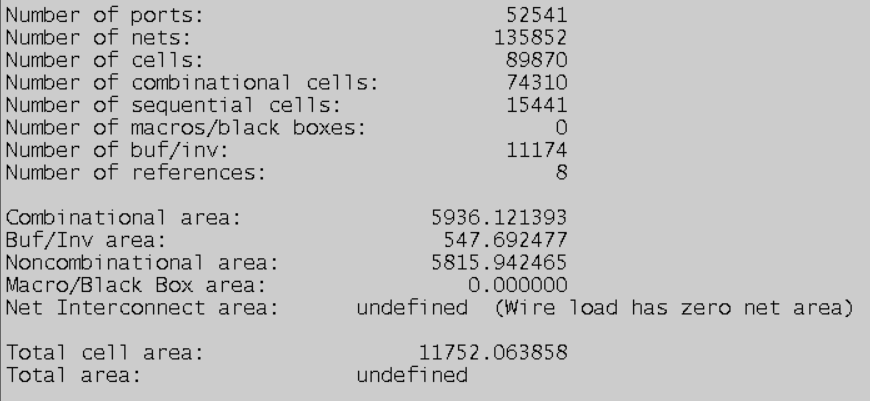 Number of ports: 52541
Number of nets: 135852
Number of cells: 89870
Number of combinational cells: 74310
Number of sequential cells: 15441
Number of macros/black boxes: 0
Number of buf/inv: 11174
Number of references: 8
Combinational area: 5936.121393
Buf/Inv area: 547.692477
Noncombinational area: 5815.942465
Macro/Black Box area: 0.000000
Net Interconnect area: undefined (Wire load has zero net area)
Total cell area: 11752.063858
Total area: undefined